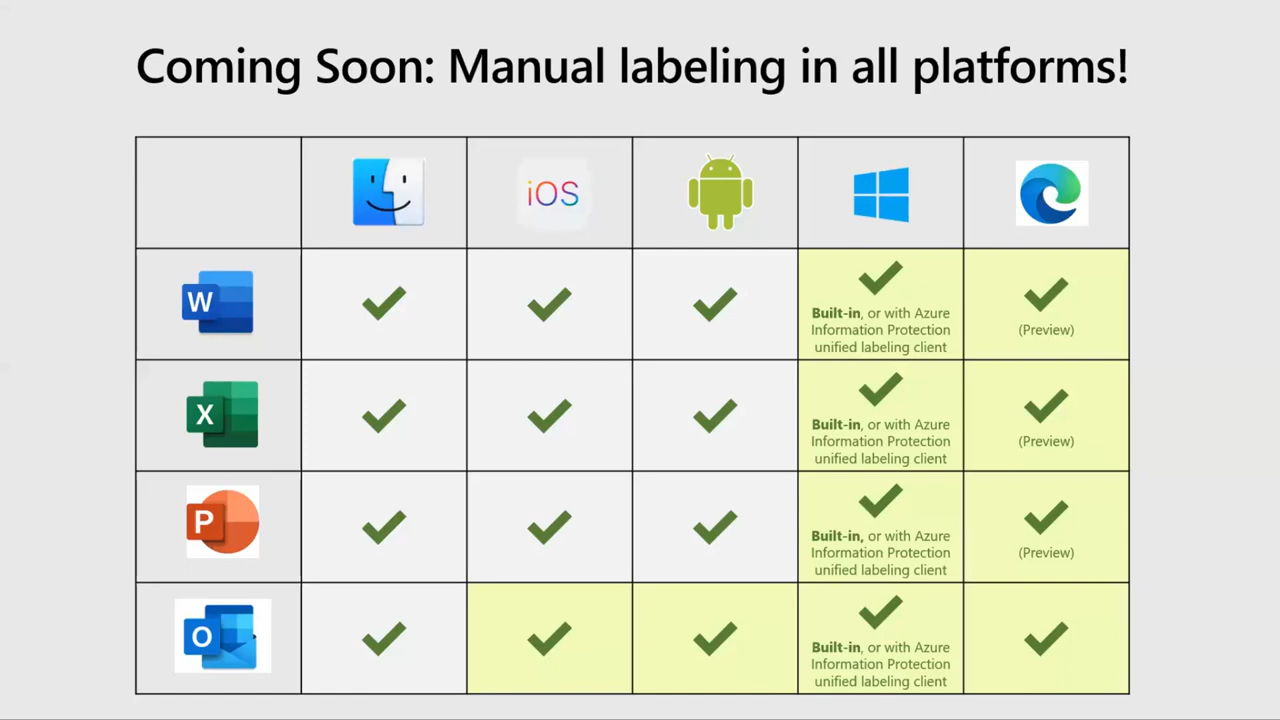 Coming Soon: Manual labeling in all platforms!
iOS
W
Built-in, or with Azure
Information Protection
unified labeling client
(Preview)
X
Built-in, or with Azure
Information Protection
unified labeling client
(Preview)
P
Built-in, or with Azure
Information Protection
unified labeling client
(Preview)
O
Built-in, or with Azure
Information Protection
unified labeling client